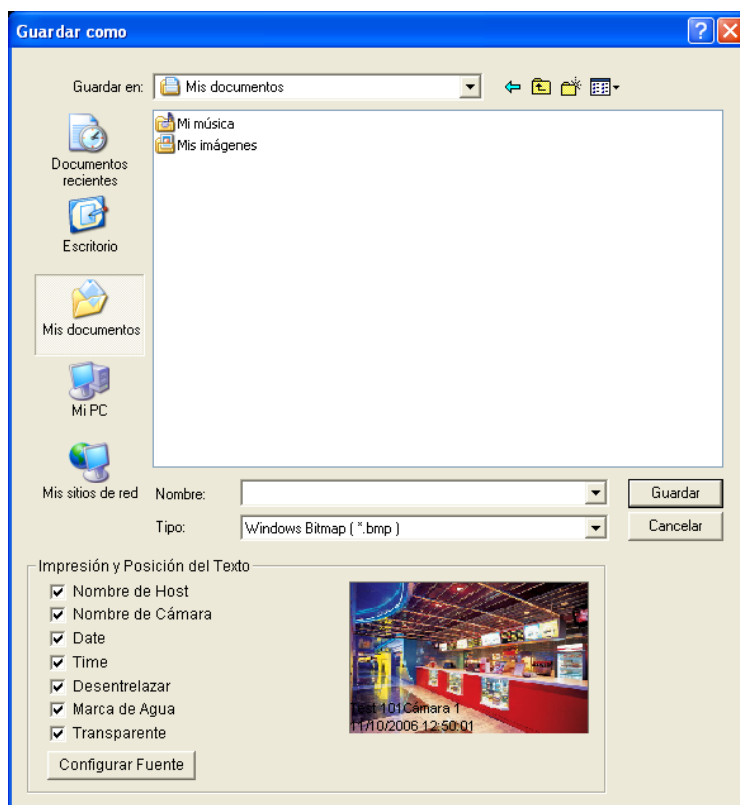 Guardar como
Guardar en: Mis documentos
Mi música
Mis imágenes
Documentos
recientes
Escritorio
Mis documentos
Mi PC
Mis sitios de red
Nombre:
Guardar
Tipo: Windows Bitmap ( *.bmp )
Cancelar
Impresión y Posición del Texto
Nombre de Host
Nombre de Cámara
Date
Time
Desentrelazar
Marca de Agua
Transparente
Configurar Fuente
Test 101Cámara 1
11/10/2006 12:50:01